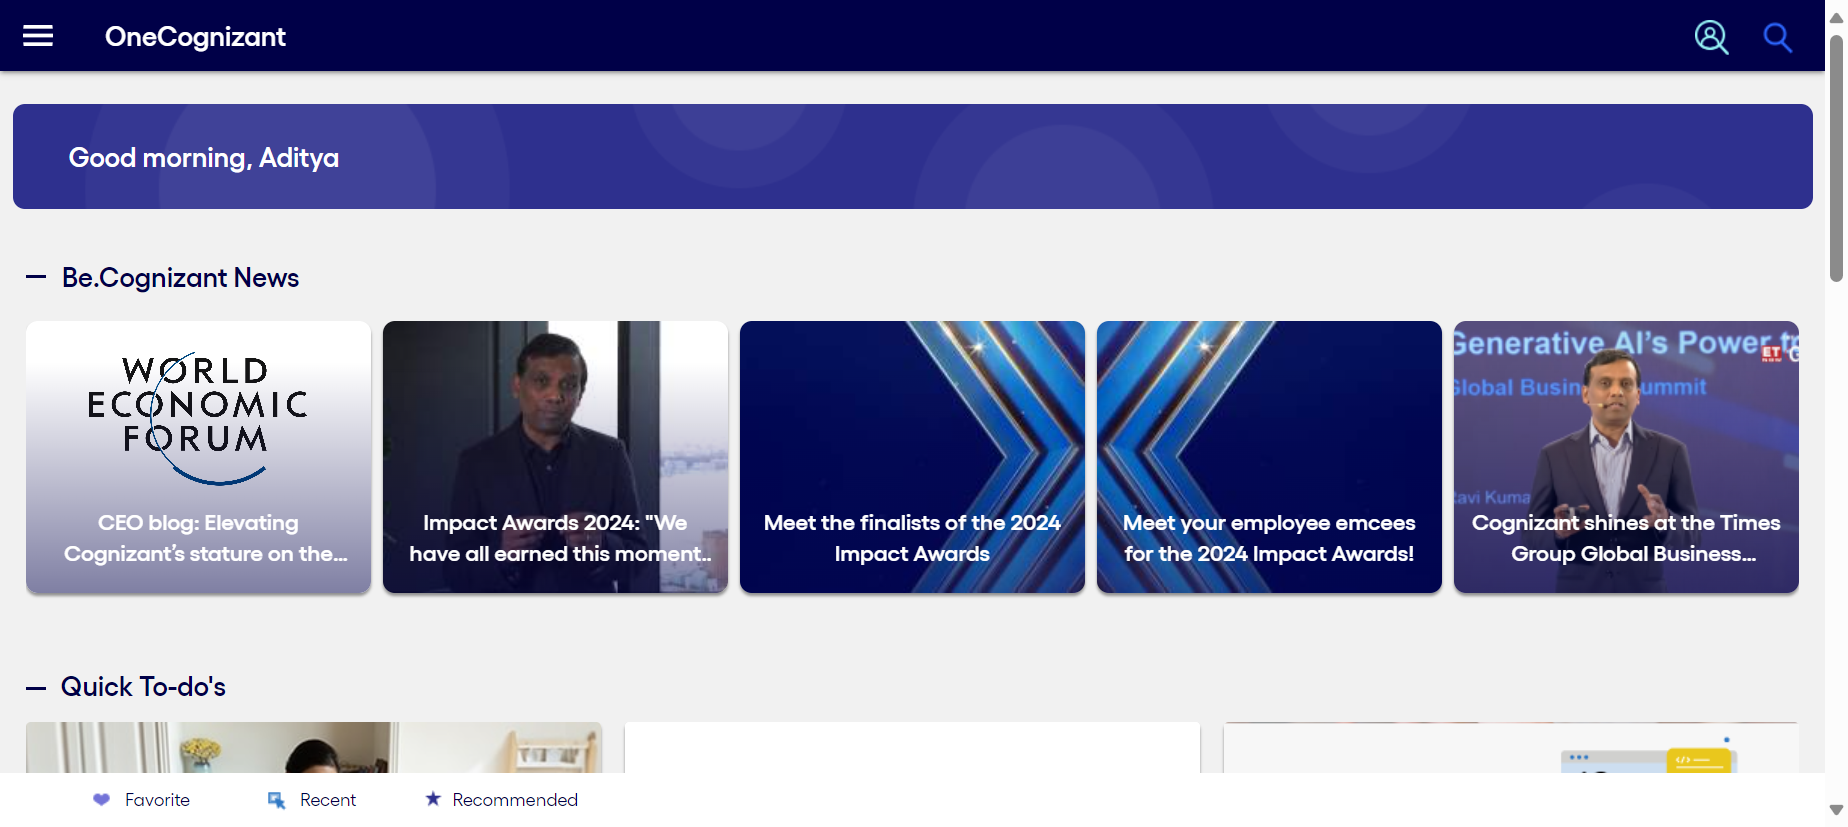 OneCognizant
Good morning, Aditya
Be.Cognizant News
WORLD
ECONOMIC
FORUM
CEO blog: Elevating
Cognizant's stature on the...
Impact Awards 2024: "We
have all earned this moment..
Meet the finalists of the 2024
Impact Awards
Meet your employee emcees
for the 2024 Impact Awards!
Generative AI's Power to
ET
Global Busin
ummit
Ravi Kuma
Cognizant shines at the Times
Group Global Business...
Quick To-do's
Favorite
Recent
Recommended